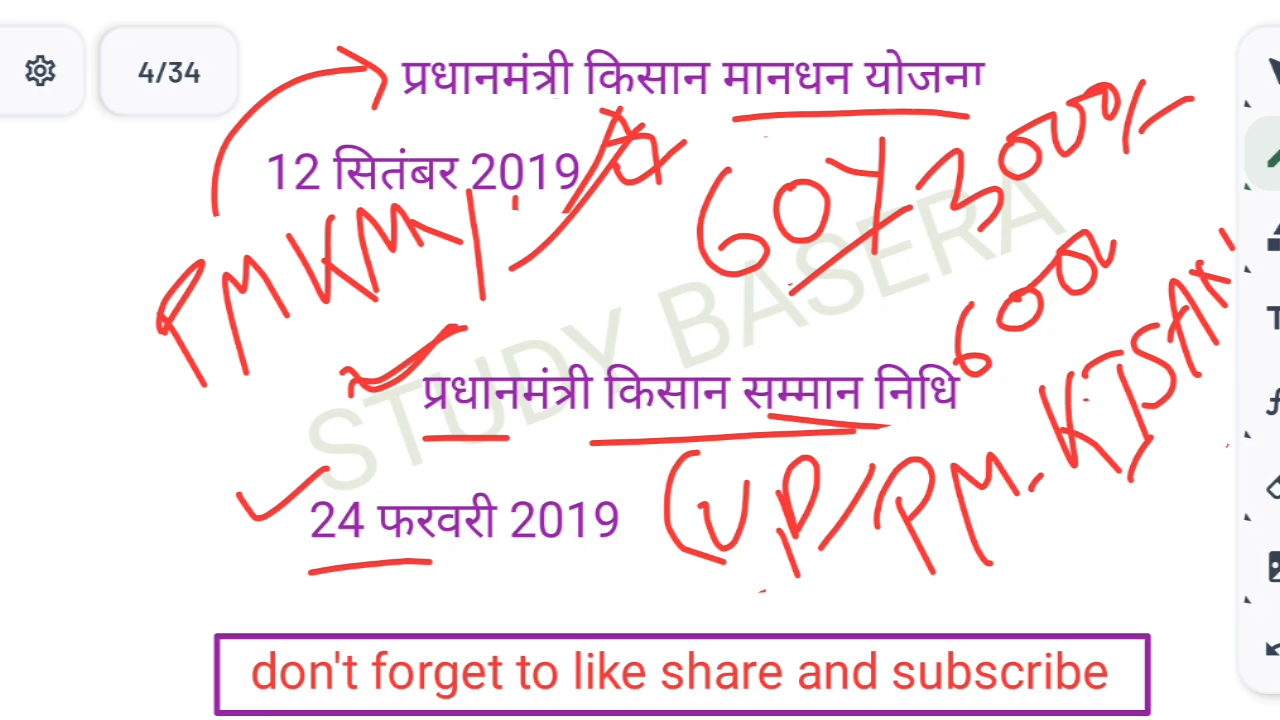 4/34
प्रधानमंत्री किसान मानधन योजना
12 सितंबर 2019
60Y 3000/-
PMKMY
STUDY BASERA
6000
प्रधानमंत्री किसान सम्मान निधि
24 फरवरी 2019
(UP/PM-KISAN
don't forget to like share and subscribe